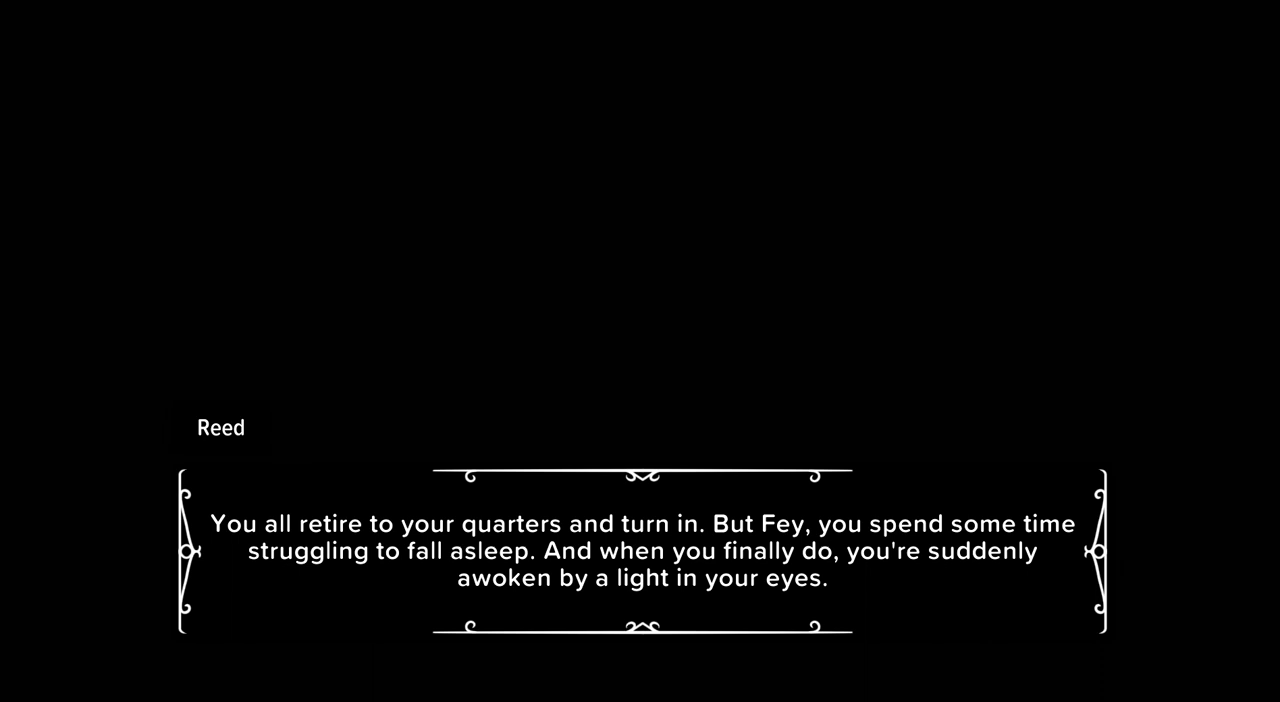 Reed
You all retire to your quarters and turn in. But Fey, you spend some time
struggling to fall asleep. And when you finally do, you're suddenly
awoken by a light in your eyes.